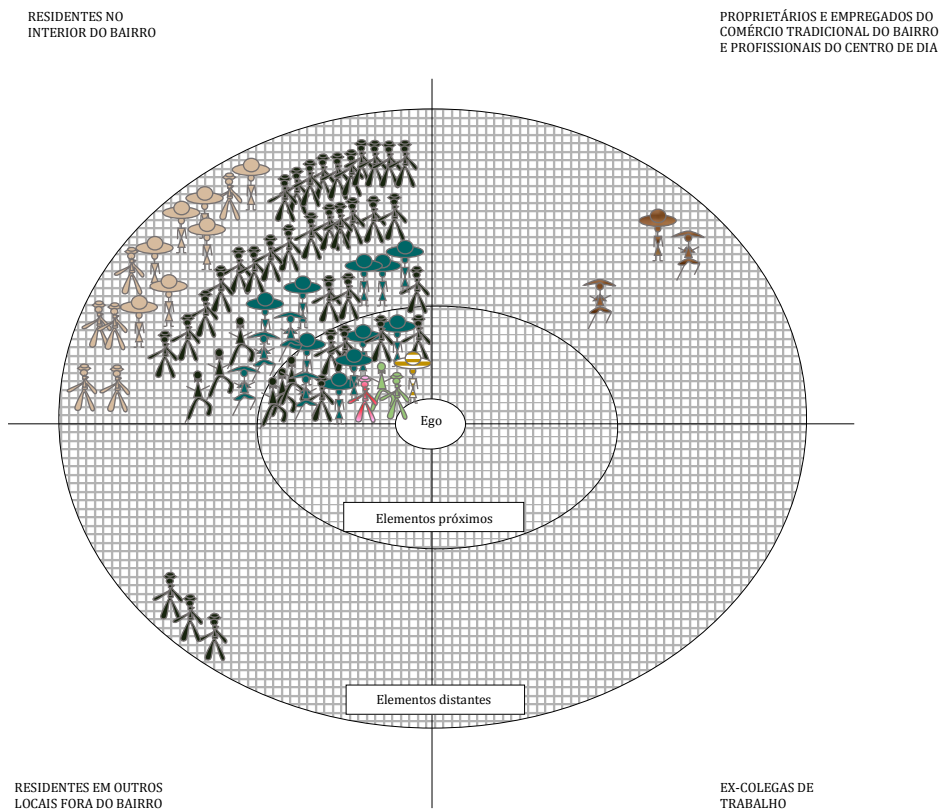 RESIDENTES NO
INTERIOR DO BAIRRO
PROPRIETÁRIOS E EMPREGADOS DO
COMÉRCIO TRADICIONAL DO BAIRRO
E PROFISSIONAIS DO CENTRO DE DIA
Ego
Elementos próximos
Elementos distantes
RESIDENTES EM OUTROS
LOCAIS FORA DO BAIRRO
EX-COLEGAS DE
TRABALHO